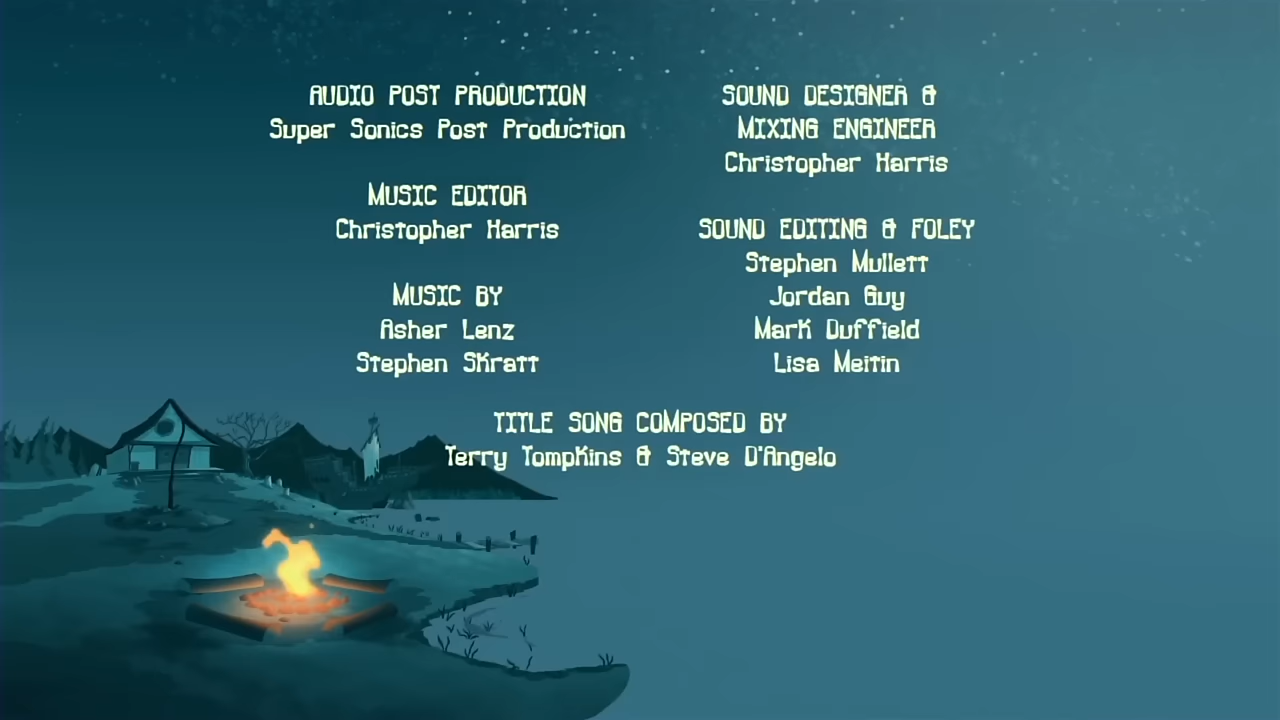 AUDIO POST PRODUCTION
Super Sonics Post Production
MUSIC EDITOR
Christopher Harris
MUSIC BY
Asher Lenz
Stephen Skratt
SOUND DESIGNER &
MIXING ENGINEER
Christopher Harris
SOUND EDITING & FOLEY
Stephen Mullett
Jordan Guy
Mark Duffield
Lisa Meitin
TITLE SONG COMPOSED BY
Terry Tompkins & Steve D'Angelo